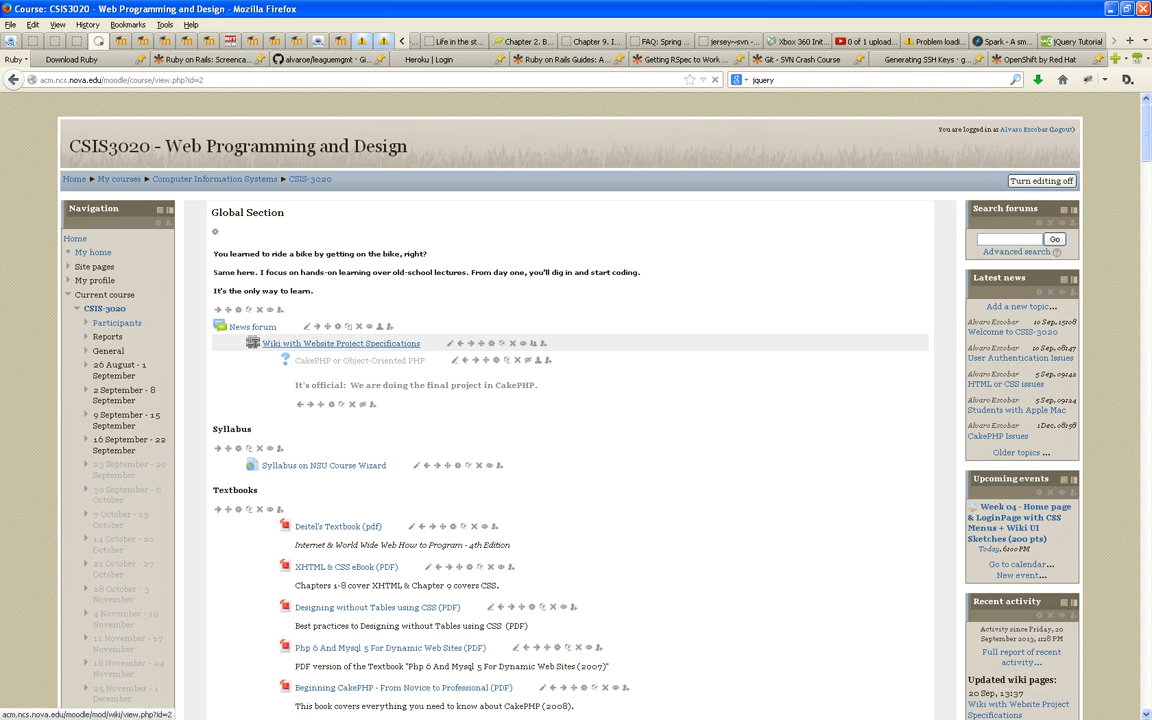 Course: CSIS3020 - Web Programming and Design - Mozilla Firefox
File Edit View History Bookmarks Tools Help
Life in the st Chapter 2. B... Chapter 9. I... FAQ: Spring ... jersey~svn -... Xbox 360 Init... 0 of 1 upload... Problem loadi... Spark - A sm... jQuery Tutorial
Ruby Download Ruby Ruby on Rails: Screenca... alvaroe/leaguemgmt · Gi... Heroku | Login Ruby on Rails Guides: A... Getting RSpec to Work ... Git - SVN Crash Course Generating SSH Keys · g... OpenShift by Red Hat
acm.ncs.nova.edu/moodle/course/view.php?id=2
jquery
You are logged in as Alvaro Escobar (Logout)
CSIS3020 - Web Programming and Design
Home ► My courses ► Computer Information Systems ► CSIS-3020
Turn editing off
Navigation
Home
My home
Site pages
My profile
Current course
CSIS-3020
Participants
Reports
General
26 August - 1
September
2 September - 8
September
9 September - 15
September
16 September - 22
September
23 September - 29
September
30 September - 6
October
7 October - 13
October
14 October - 20
October
21 October - 27
October
28 October - 3
November
4 November - 10
November
11 November - 17
November
18 November - 24
November
25 November - 1
December
Global Section
You learned to ride a bike by getting on the bike, right?
Same here. I focus on hands-on learning over old-school lectures. From day one, you'll dig in and start coding.
It's the only way to learn.
News forum
Wiki with Website Project Specifications
CakePHP or Object-Oriented PHP
It's official: We are doing the final project in CakePHP.
Syllabus
Syllabus on NSU Course Wizard
Textbooks
Deitel's Textbook (pdf)
Internet & World Wide Web How to Program - 4th Edition
XHTML & CSS eBook (PDF)
Chapters 1-8 cover XHTML & Chapter 9 covers CSS.
Designing without Tables using CSS (PDF)
Best practices to Designing without Tables using CSS (PDF)
Php 6 And Mysql 5 For Dynamic Web Sites (PDF)
PDF version of the Textbook "Php 6 And Mysql 5 For Dynamic Web Sites (2007)"
Beginning CakePHP - From Novice to Professional (PDF)
This book covers everything you need to know about CakePHP (2008).
Search forums
Go
Advanced search
Latest news
Add a new topic...
Alvaro Escobar 10 Sep, 15:08
Welcome to CSIS-3020
Alvaro Escobar 10 Sep, 08:47
User Authentication Issues
Alvaro Escobar 5 Sep, 09:42
HTML or CSS issues
Alvaro Escobar 5 Sep, 09:24
Students with Apple Mac
Alvaro Escobar 1 Dec, 08:58
CakePHP Issues
Older topics ...
Upcoming events
Week 04 - Home page
& LoginPage with CSS
Menus + Wiki UI
Sketches (200 pts)
Today, 6:00 PM
Go to calendar...
New event...
Recent activity
Activity since Friday, 20
September 2013, 1:28 PM
Full report of recent
activity...
Updated wiki pages:
20 Sep, 13:37
Wiki with Website Project
Specifications
acm.ncs.nova.edu/moodle/mod/wiki/view.php?id=2